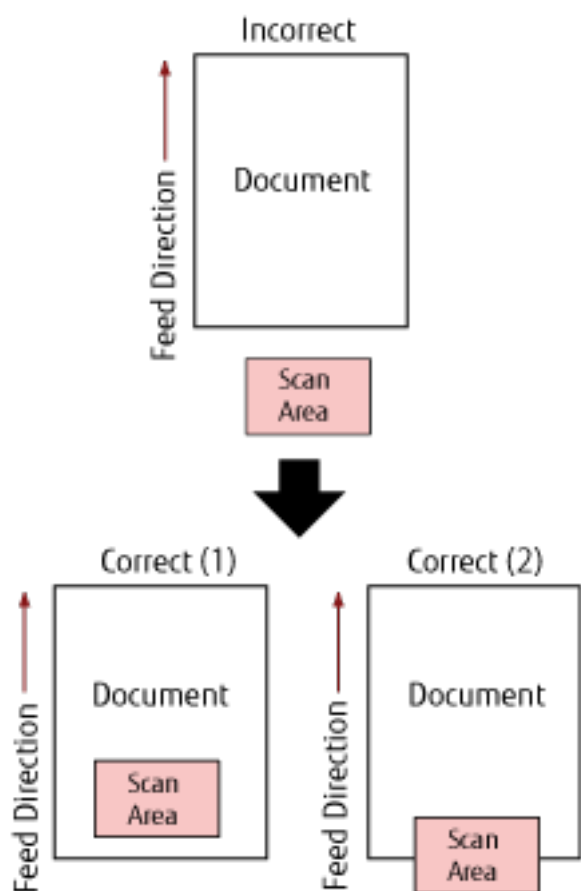 Incorrect
Feed Direction
Document
Scan
Area
Correct (1)
Correct (2)
Feed Direction
Document
Scan
Area
Feed Direction
Document
Scan
Area